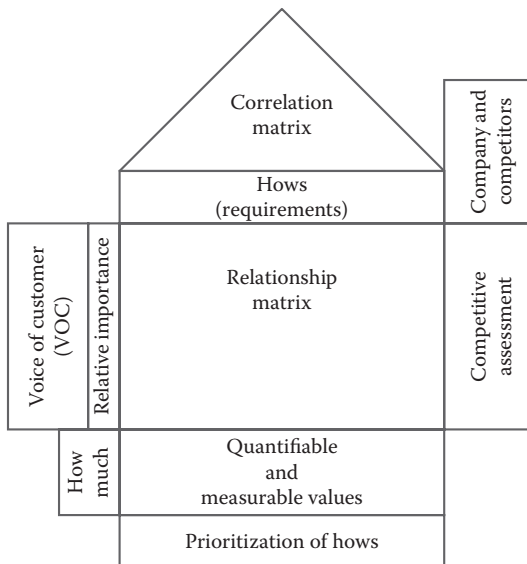 Correlation
matrix
Company and
competitors
Hows
(requirements)
Voice of customer
(VOC)
Relative importance
Relationship
matrix
Competitive
assessment
How
much
Quantifiable
and
measurable values
Prioritization of hows